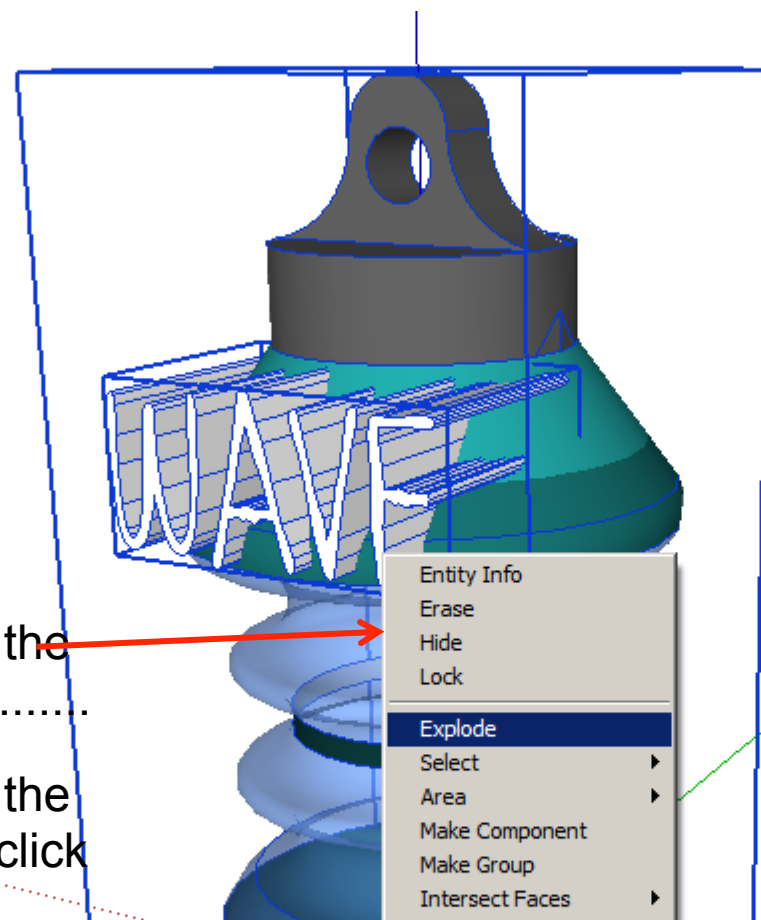 WAVE
Entity Info
Erase
Hide
Lock
Explode
Select
Area
Make Component
Make Group
Intersect Faces
the
........
the
click